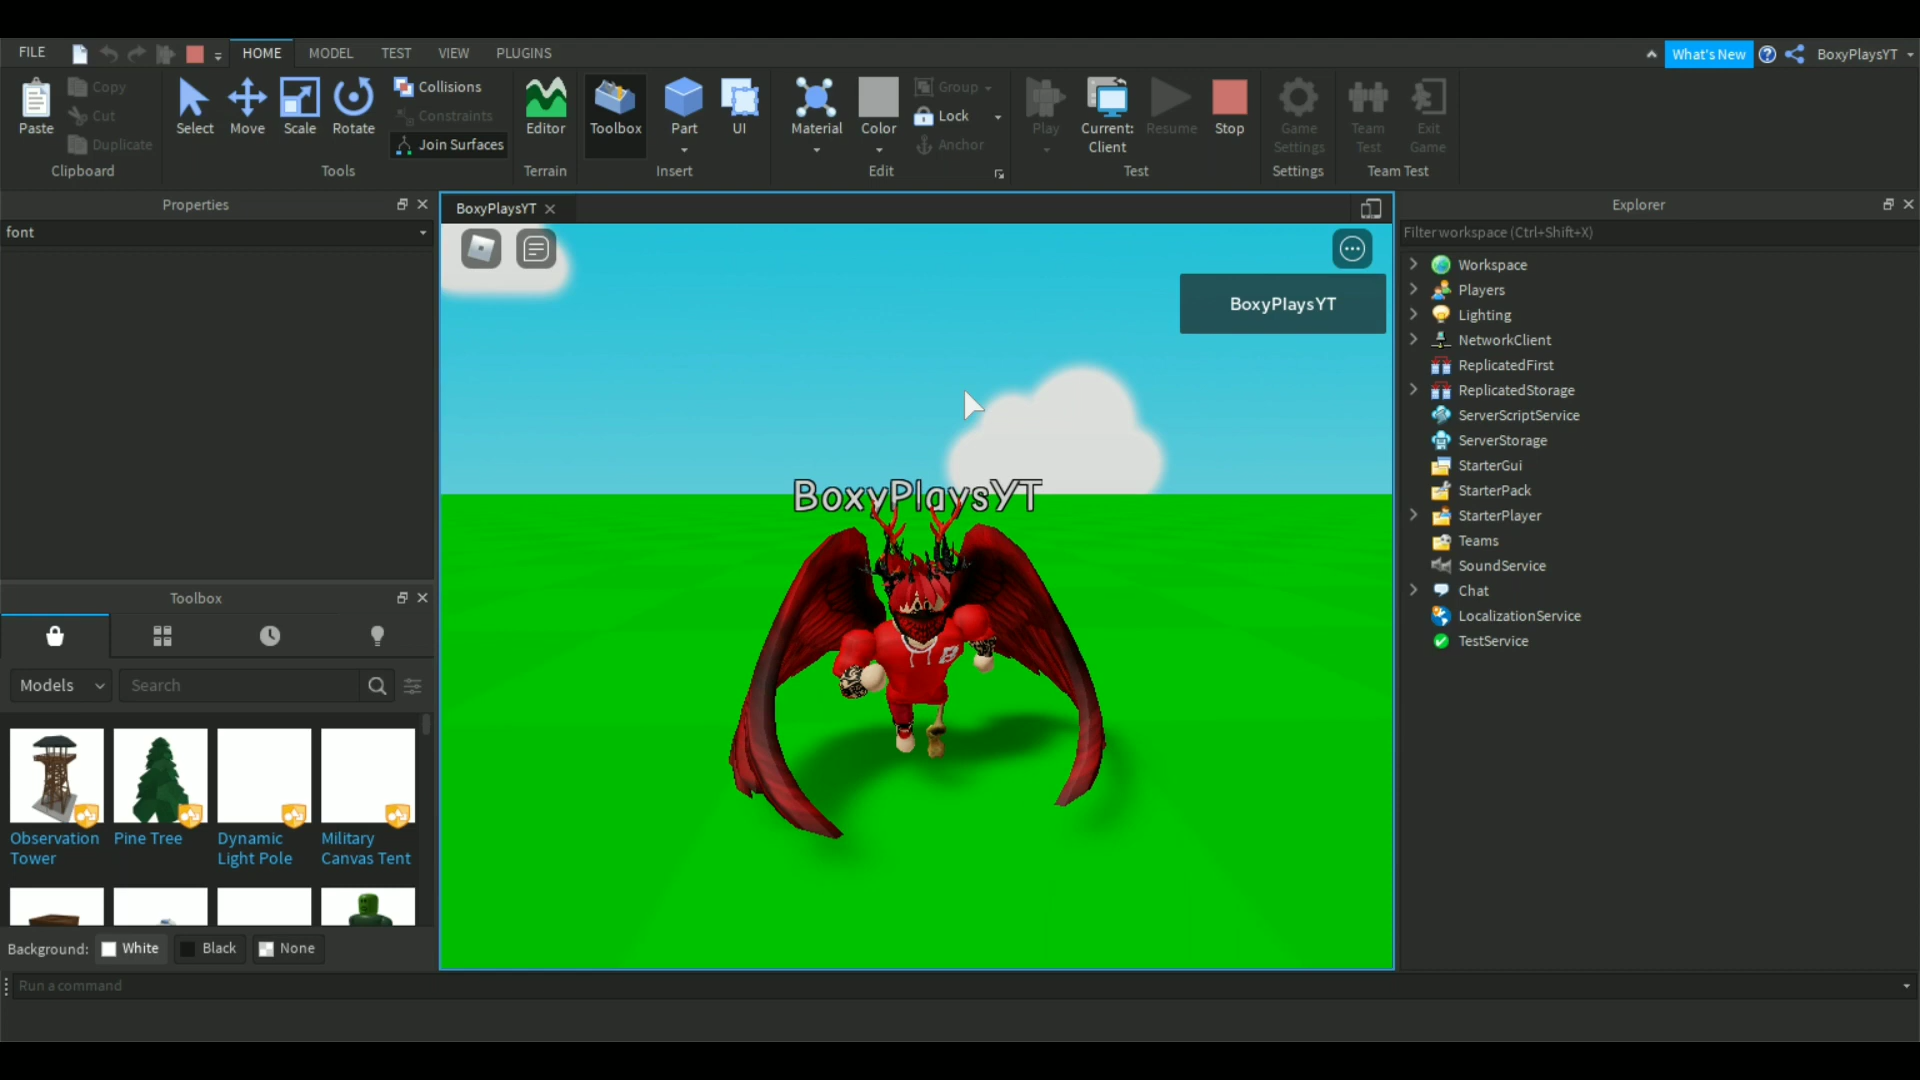 FILE
HOME
MODEL
TEST
VIEW
PLUGINS
What's New
BoxyPlaysYT
Paste
Copy
Cut
Duplicate
Clipboard
Select
Move
Scale
Rotate
Collisions
Constraints
Join Surfaces
Tools
Editor
Terrain
Toolbox
Part
UI
Insert
Material
Color
Group
Lock
Anchor
Edit
Play
Current:
Client
Resume
Stop
Test
Game
Settings
Settings
Team
Test
Exit
Game
Team Test
Properties
font
BoxyPlaysYT
BoxyPlaysYT
BoxyPlaysYT
B
Explorer
Filter workspace (Ctrl+Shift+X)
Workspace
Players
Lighting
NetworkClient
ReplicatedFirst
ReplicatedStorage
ServerScriptService
ServerStorage
StarterGui
StarterPack
StarterPlayer
Teams
SoundService
Chat
LocalizationService
TestService
Toolbox
Models
Search
Observation
Tower
Pine Tree
Dynamic
Light Pole
Military
Canvas Tent
Background:
White
Black
None
Run a command